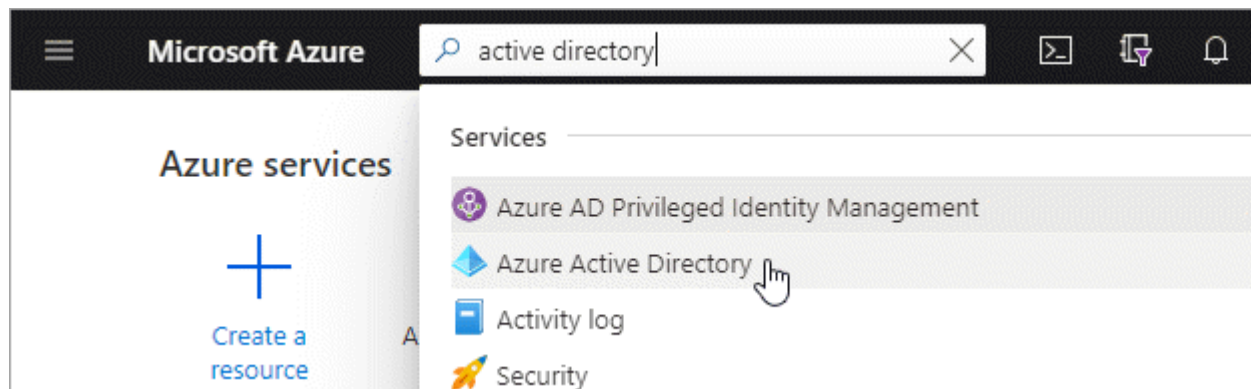 Microsoft Azure
active directory
Azure services
Services
Azure AD Privileged Identity Management
Azure Active Directory
Activity log
Security
Create a
resource
A